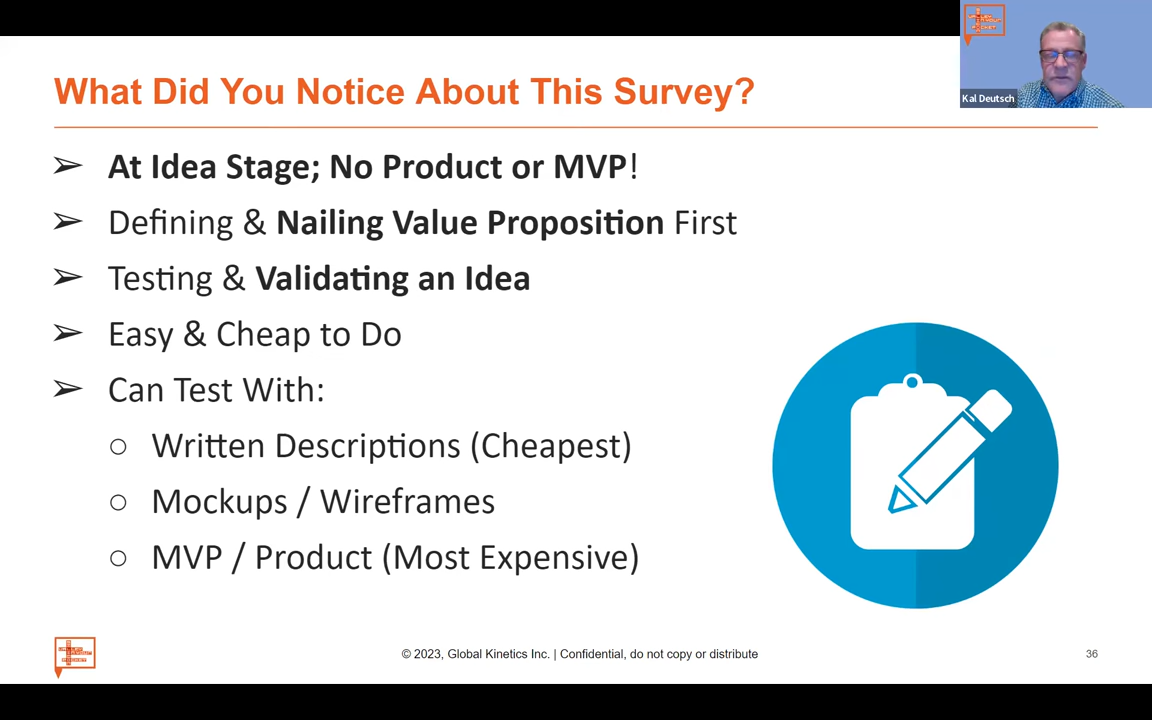 What Did You Notice About This Survey?
Kal Deutsch
➢ At Idea Stage; No Product or MVP!
➢ Defining & Nailing Value Proposition First
➢ Testing & Validating an Idea
➢ Easy & Cheap to Do
➢ Can Test With:
○ Written Descriptions (Cheapest)
○ Mockups / Wireframes
○ MVP / Product (Most Expensive)
© 2023, Global Kinetics Inc. | Confidential, do not copy or distribute
36